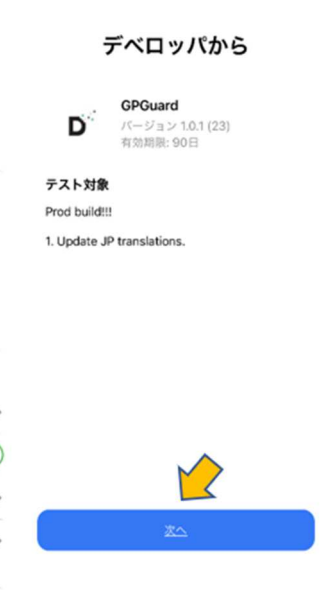 デベロッパから
D
GPGuard
バージョン 1.0.1 (23)
有効期限: 90日
テスト対象
Prod build!!!
1. Update JP translations.
次へ